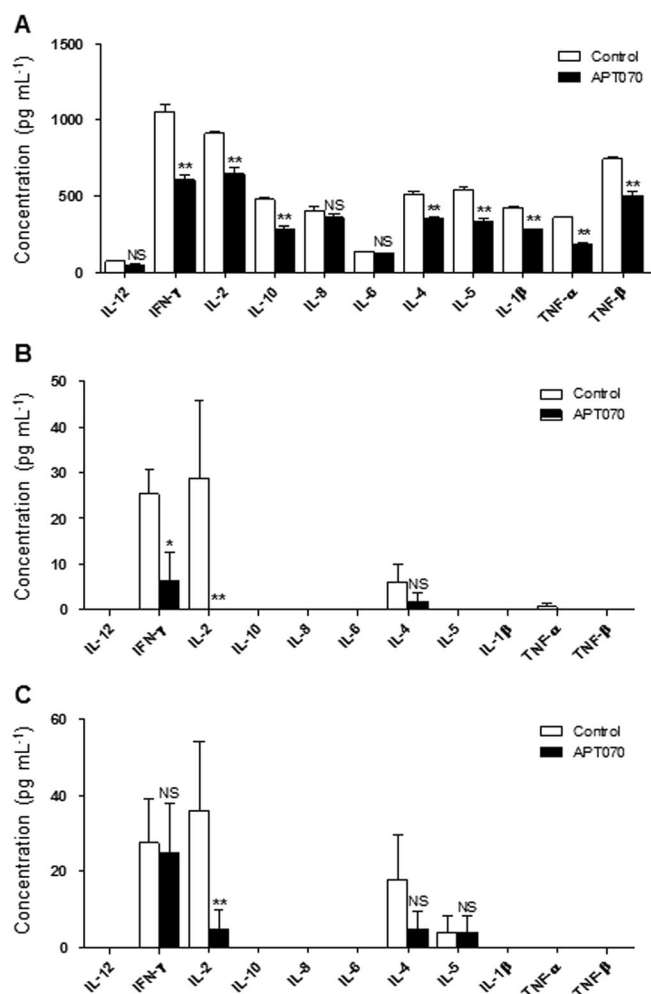 A
Concentration (pg mL-1)
1500
1000
500
0
Control
APT070
NS
**
**
**
NS
NS
**
**
**
**
**
IL-12
IFN-γ
IL-2
IL-10
IL-8
IL-6
IL-4
IL-5
IL-1β
TNF-α
TNF-β
B
Concentration (pg mL-1)
50
40
30
20
10
0
Control
APT070
*
**
NS
IL-12
IFN-γ
IL-2
IL-10
IL-8
IL-6
IL-4
IL-5
IL-1β
TNF-α
TNF-β
C
Concentration (pg mL-1)
60
40
20
0
Control
APT070
NS
**
NS
NS
IL-12
IFN-γ
IL-2
IL-10
IL-8
IL-6
IL-4
IL-5
IL-1β
TNF-α
TNF-β